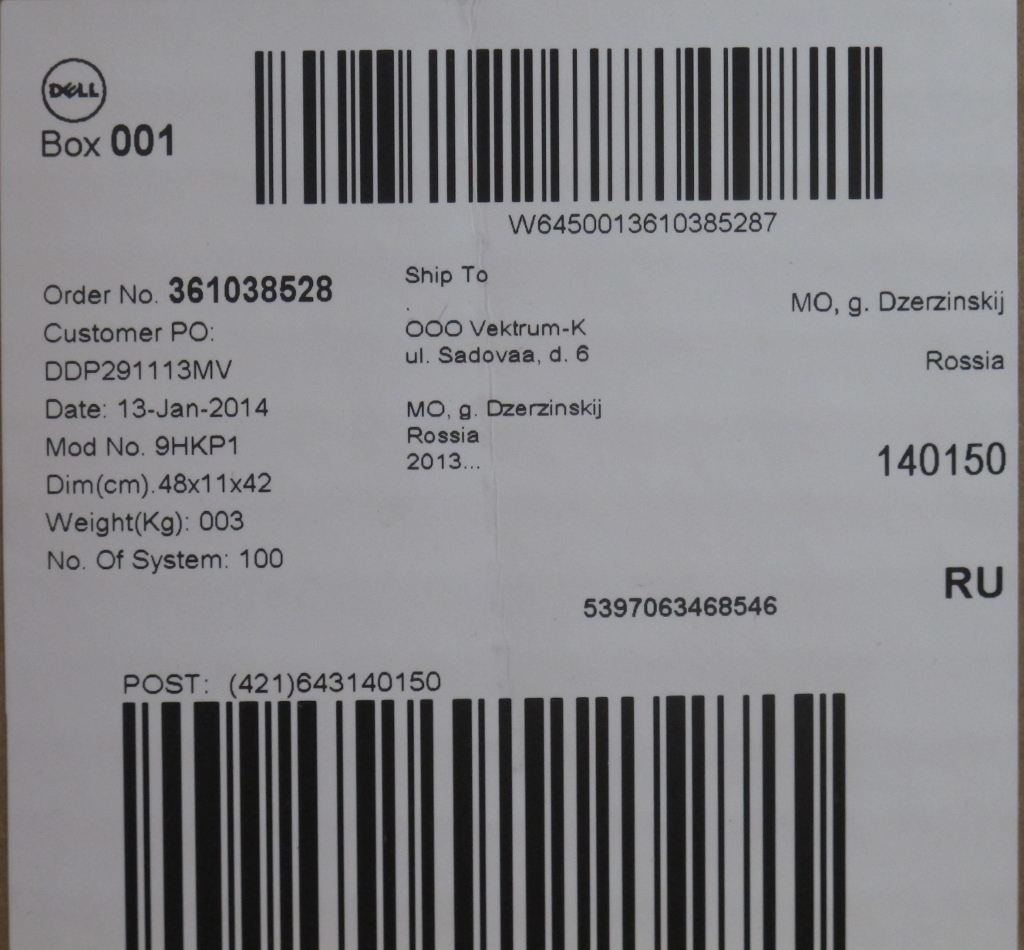 DELL
Box 001
W6450013610385287
Order No. 361038528
Customer PO:
DDP291113MV
Date: 13-Jan-2014
Mod No. 9HKP1
Dim(cm).48x11x42
Weight(Kg): 003
No. Of System: 100
Ship To
.
OOO Vektrum-K
ul. Sadovaa, d. 6
MO, g. Dzerzinskij
Rossia
2013...
MO, g. Dzerzinskij
Rossia
140150
RU
5397063468546
POST: (421)643140150